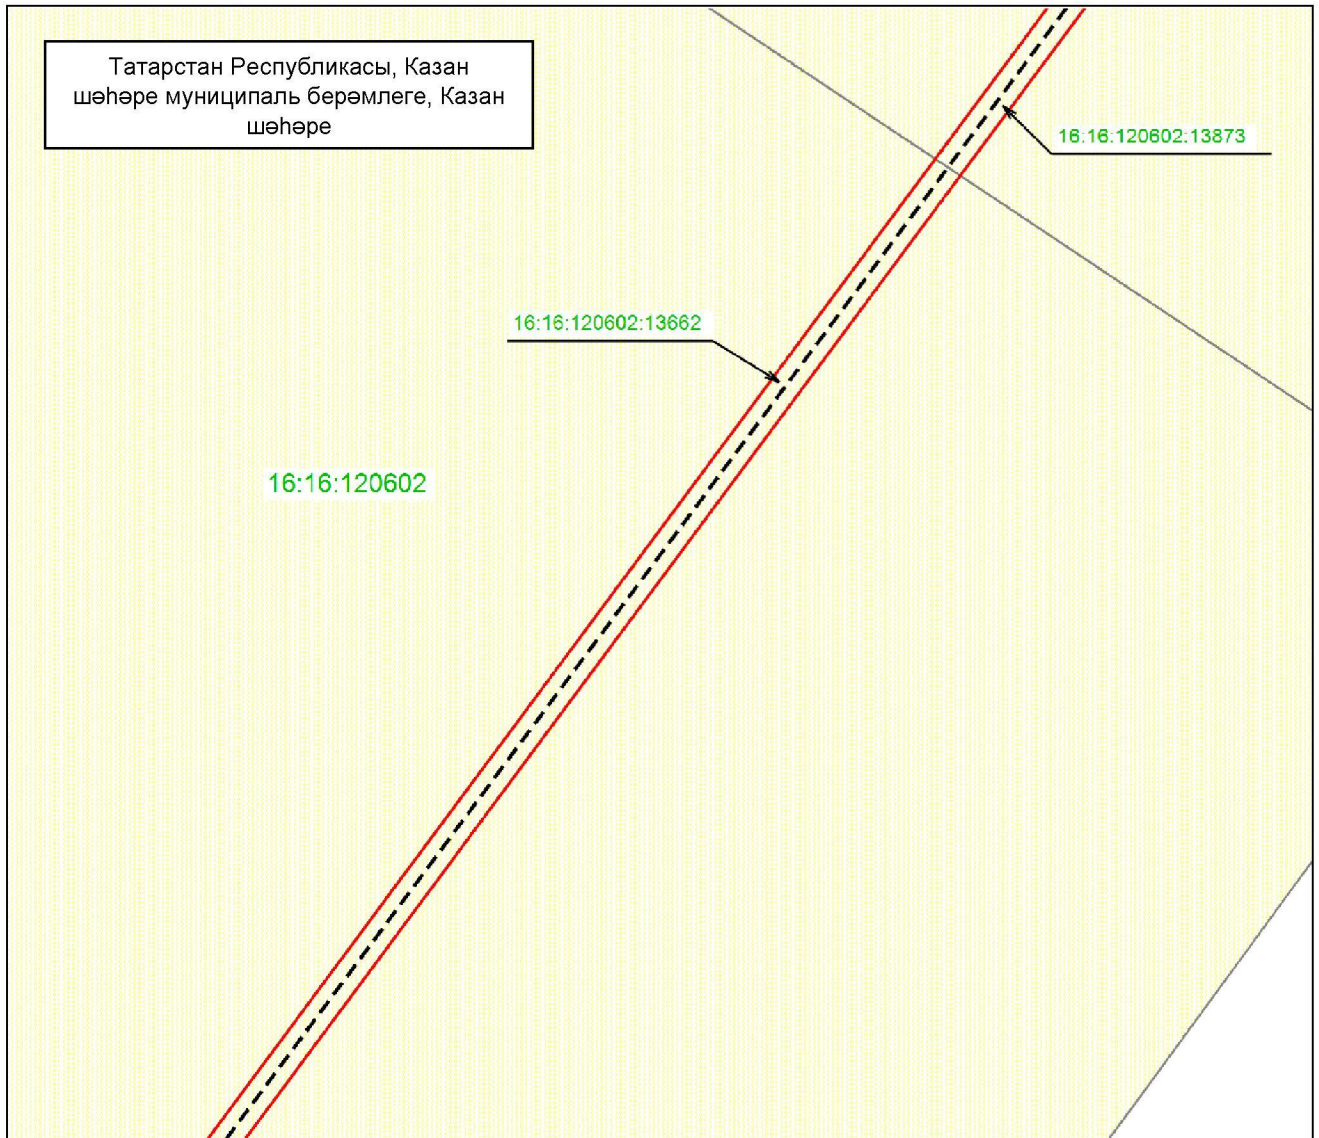 Татарстан Республикасы, Казан
шәһәре муниципаль берәмлеге, Казан
шәһәре
16:16:120602:13873
16:16:120602:13662
16:16:120602